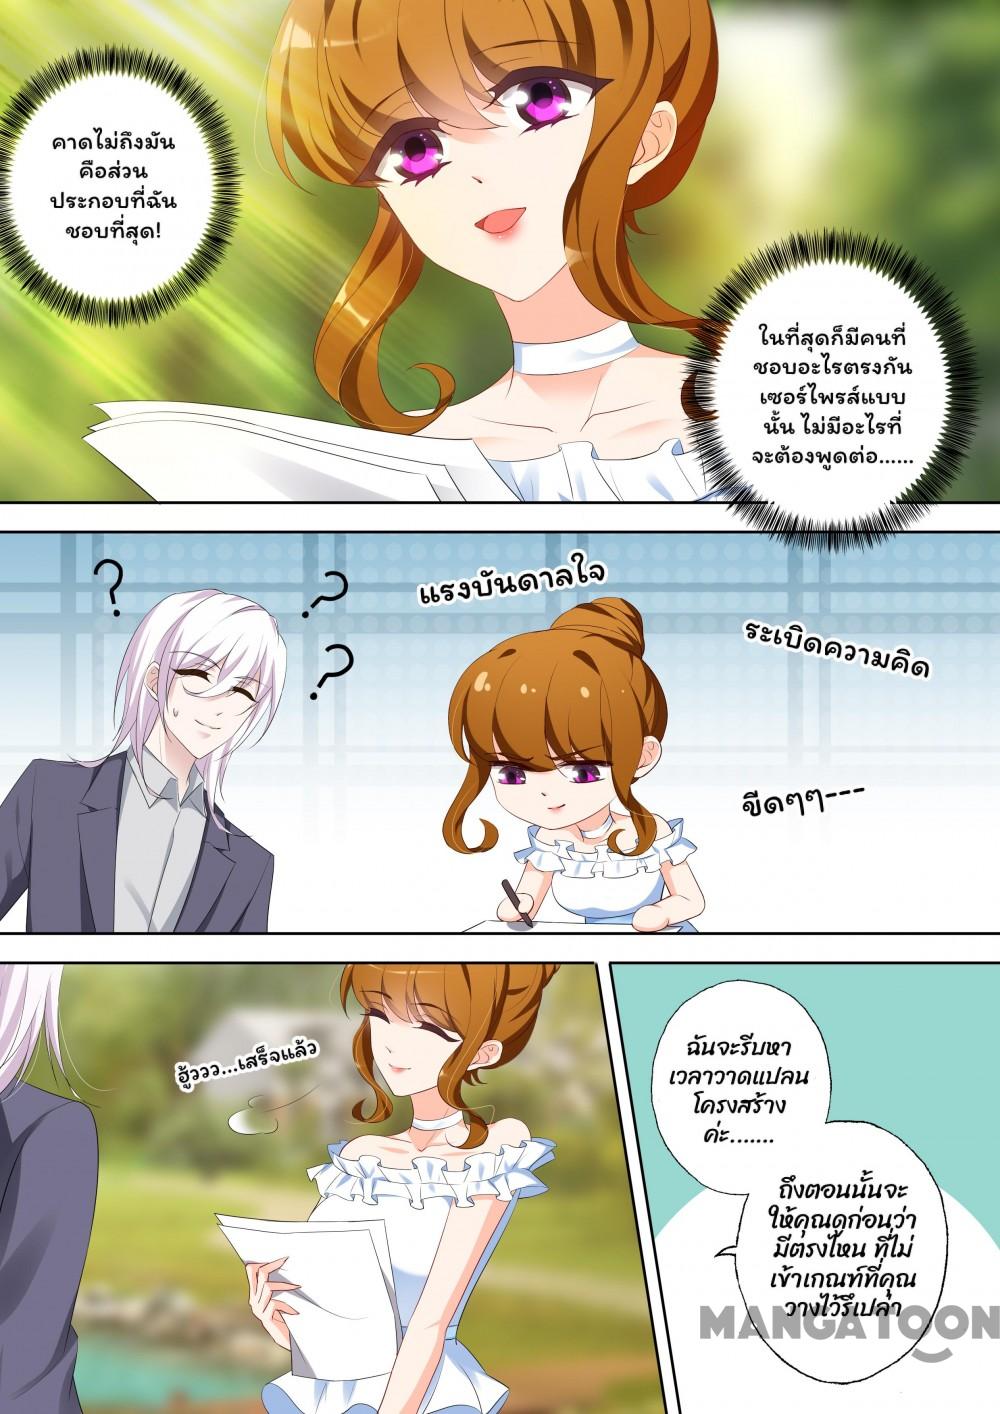 คาดไม่ถึงมัน
คือส่วน
ประกอบที่ฉัน
ชอบที่สุด!
ในที่สุดก็มีคนที่
ชอบอะไรตรงกัน
เซอร์ไพรส์แบบ
นั้น ไม่มีอะไรที่
จะต้องพูดต่อ......
?
?
?
แรงบันดาลใจ
ระเบิดความคิด
ขีดๆๆ---
ฮู้ววว...เสร็จแล้ว
ฉันจะรีบหา
เวลาวาดแปลน
โครงสร้าง
ค่ะ.......
ถึงตอนนั้นจะ
ให้คุณดูก่อนว่า
มีตรงไหน ที่ไม่
เข้าเกณฑ์ที่คุณ
วางไว้รึเปล่า
MANGATOON